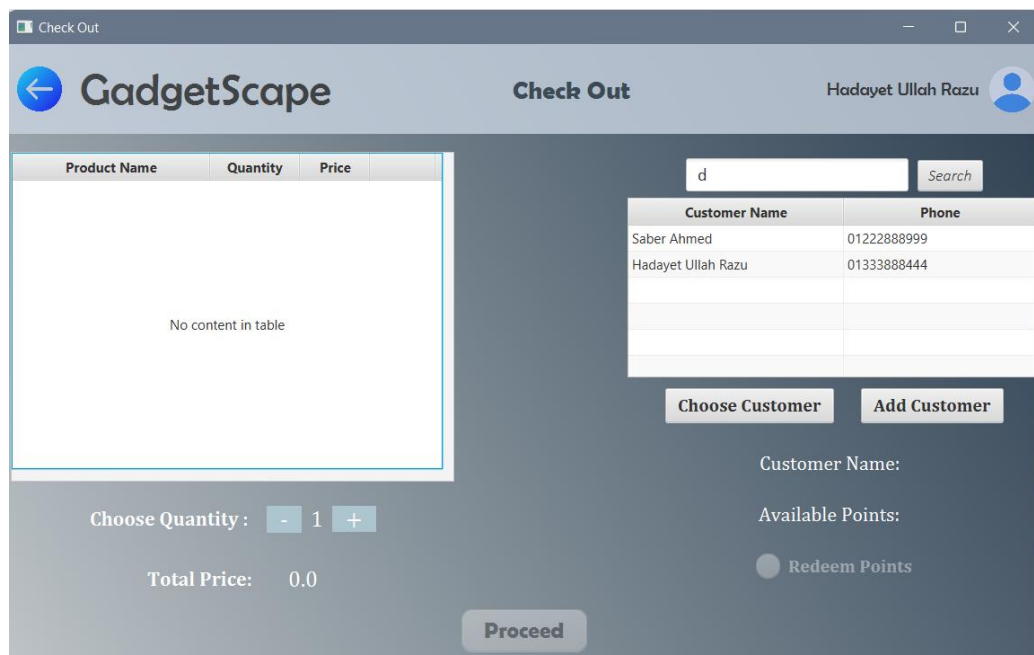 Check Out
GadgetScape
Check Out
Hadayet Ullah Razu
Product Name Quantity Price
No content in table
Choose Quantity : - 1 +
Total Price: 0.0
d Search
Customer Name Phone
Saber Ahmed 01222888999
Hadayet Ullah Razu 01333888444
Choose Customer Add Customer
Customer Name:
Available Points:
Redeem Points
Proceed